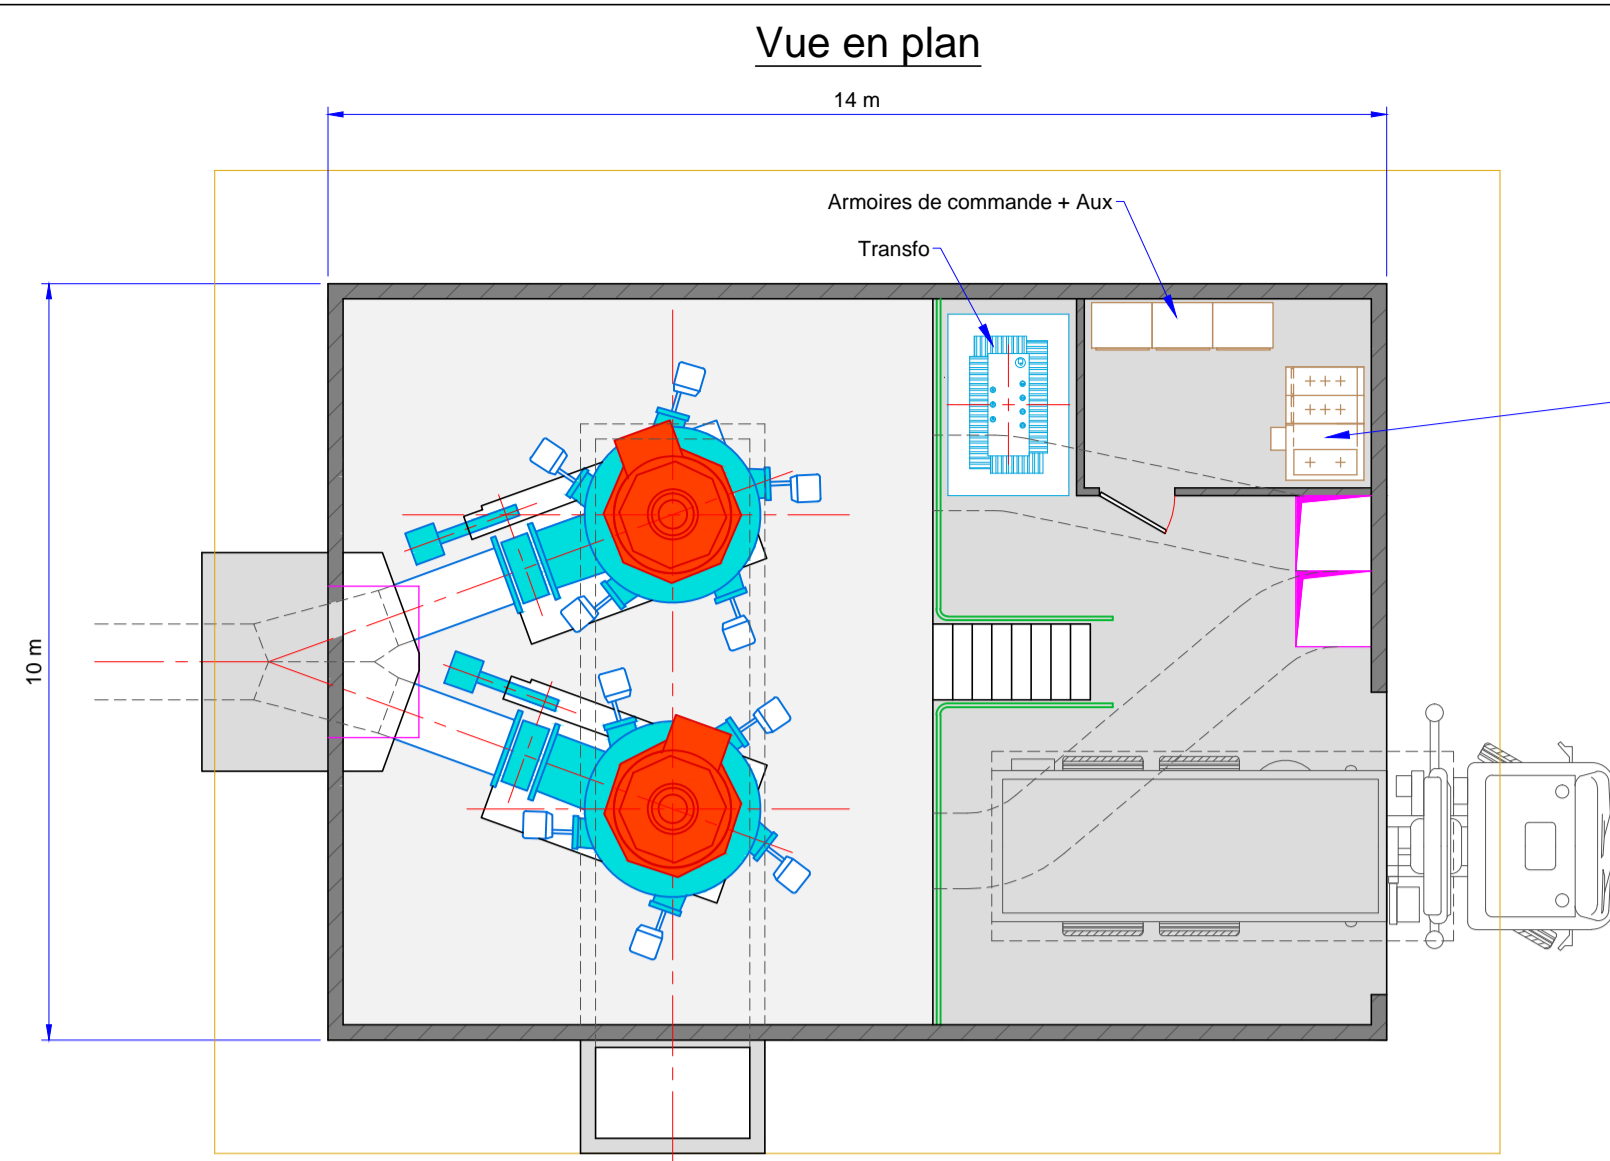 Vue en plan
14 m
Armoires de commande + Aux
Transfo
10 m